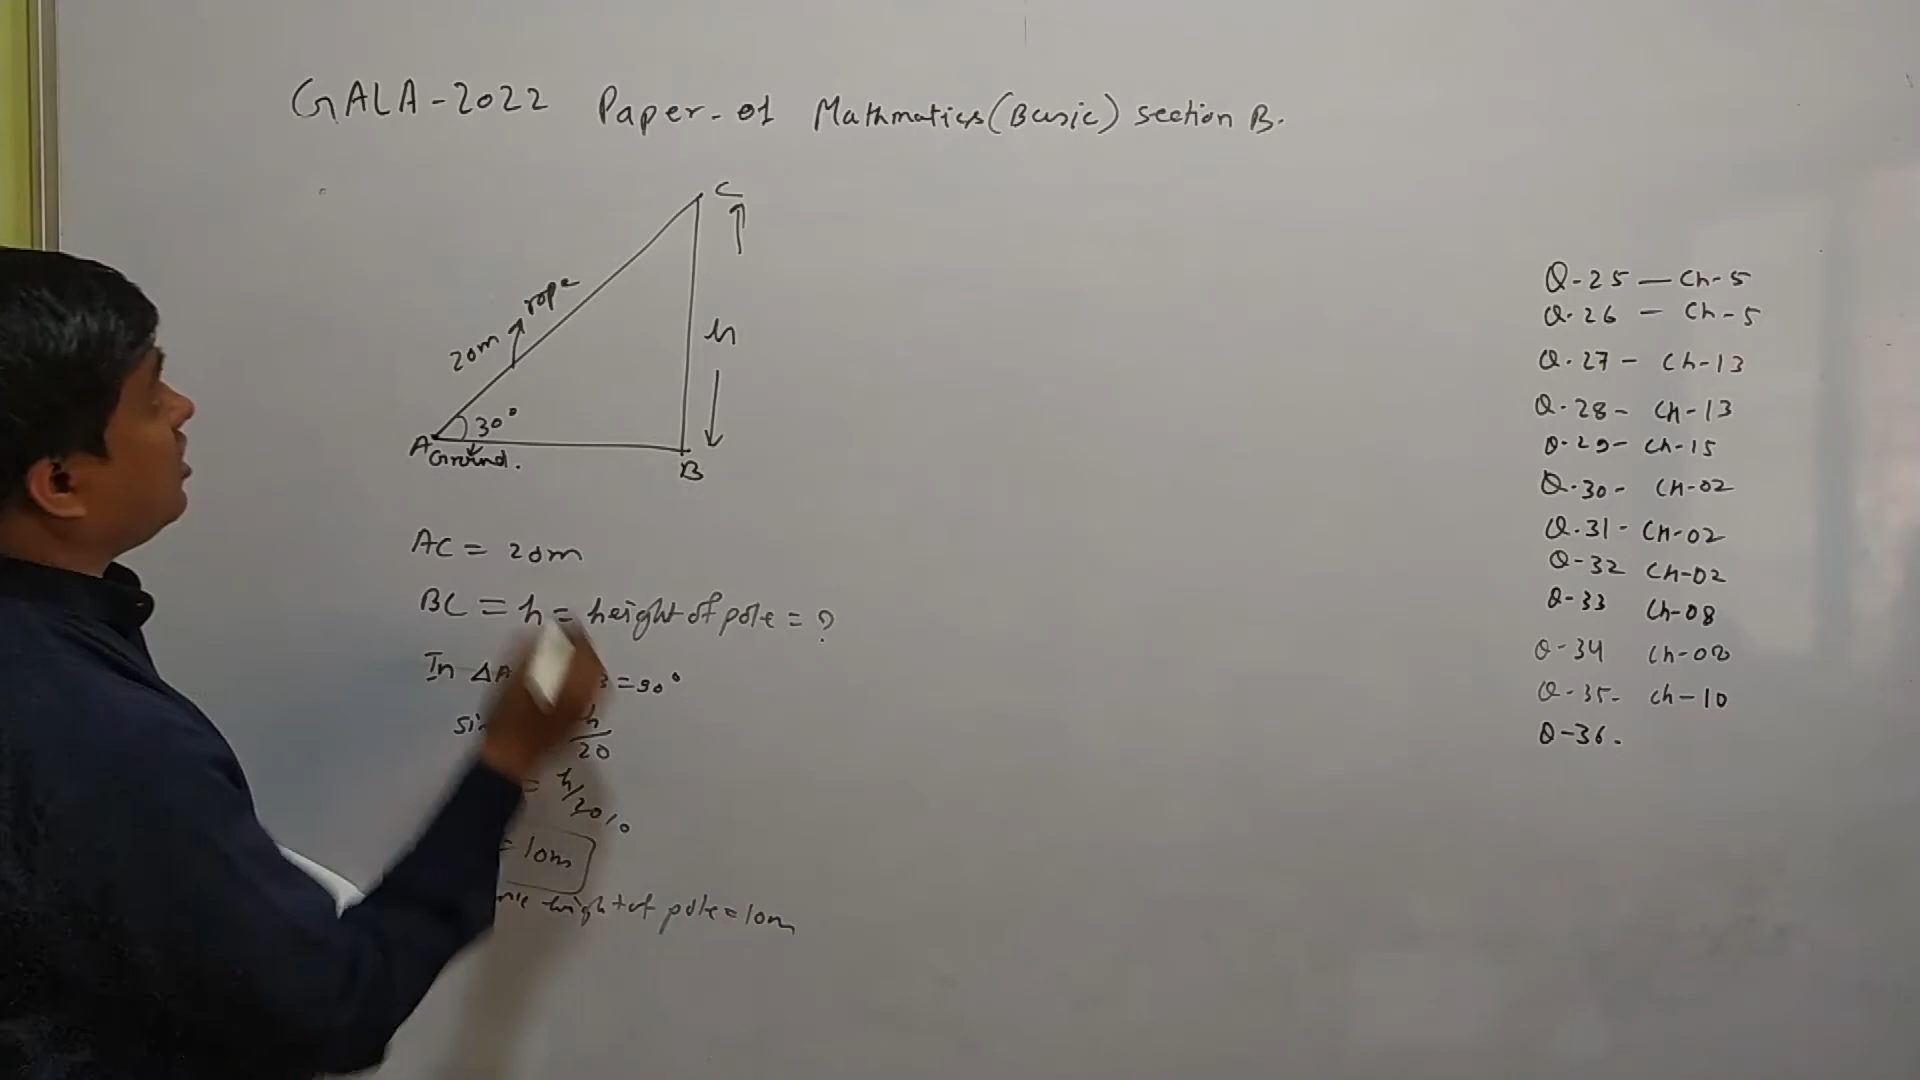 GALA-2022 Paper-of Mathmatics (Basic) section B.
C
20m rope
h
30°
A
Ground.
B
AC = 20m
BC = h = height of pole = ?
In ΔA = 90°
h
20
= h/20 10
= 10m
height of pole = 10m
Q-25 — Ch-5
Q-26 — Ch-5
Q-27 - Ch-13
Q-28 - Ch-13
Q-29 - Ch-15
Q-30 - Ch-02
Q-31 - Ch-02
Q-32 Ch-02
Q-33 Ch-08
Q-34 Ch-08
Q-35 - Ch-10
Q-36.